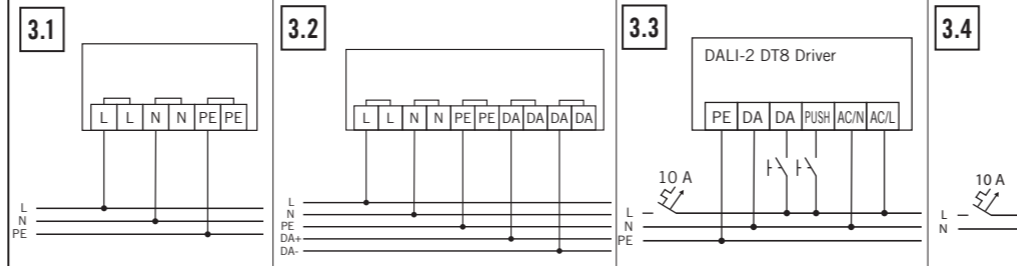 3.1
L L N N PE PE
L
N
PE
3.2
L L N N PE PE DA DA DA DA
L
N
PE
DA+
DA-
3.3
DALI-2 DT8 Driver
PE DA DA PUSH AC/N AC/L
10 A
L
N
PE
3.4
10 A
L
N